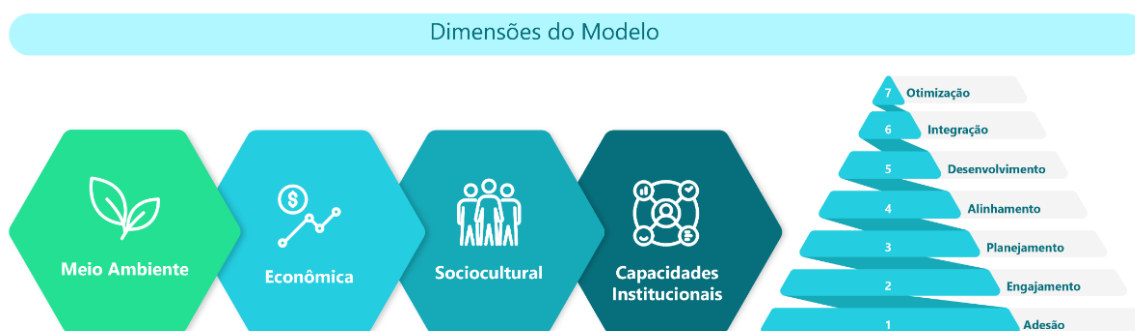 Dimensões do Modelo
Meio Ambiente
Econômica
Sociocultural
Capacidades
Institucionais
7 Otimização
6 Integração
5 Desenvolvimento
4 Alinhamento
3 Planejamento
2 Engajamento
1 Adesão
$